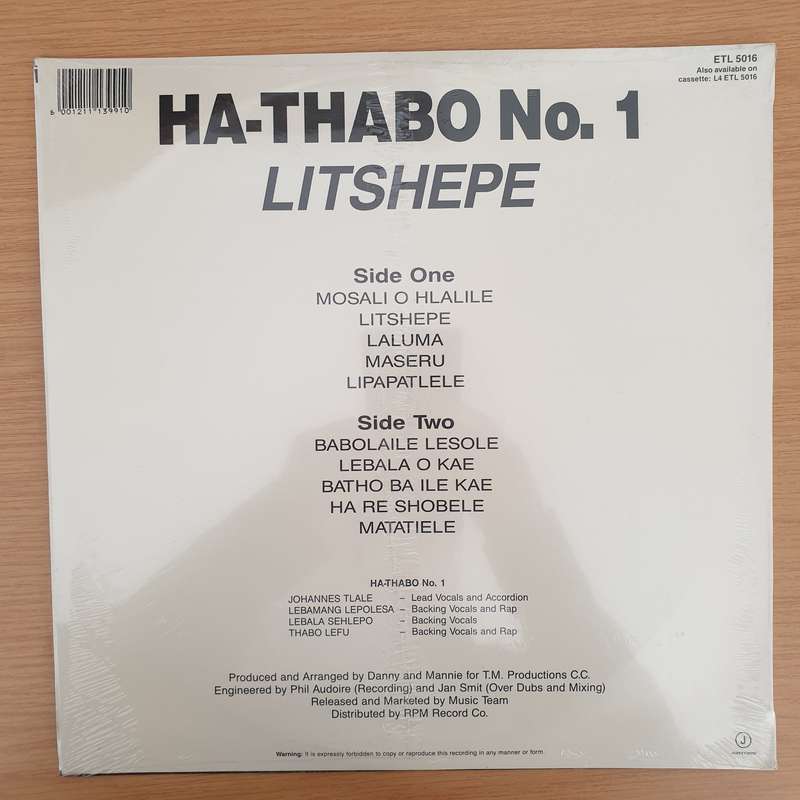 ETL 5016
Also available on
cassette: L4 ETL 5016
6 001211 139910
HA-THABO No. 1
LITSHEPE
Side One
MOSALI O HLALILE
LITSHEPE
LALUMA
MASERU
LIPAPATLELE
Side Two
BABOLAILE LESOLE
LEBALA O KAE
BATHO BA ILE KAE
HA RE SHOBELE
MATATIELE
HA-THABO No. 1
JOHANNES TLALE – Lead Vocals and Accordion
LEBAMANG LEPOLESA – Backing Vocals and Rap
LEBALA SEHLEPO – Backing Vocals
THABO LEFU – Backing Vocals and Rap
Produced and Arranged by Danny and Mannie for T.M. Productions C.C.
Engineered by Phil Audoire (Recording) and Jan Smit (Over Dubs and Mixing)
Released and Marketed by Music Team
Distributed by RPM Record Co.
Warning: It is expressly forbidden to copy or reproduce this recording in any manner or form
J